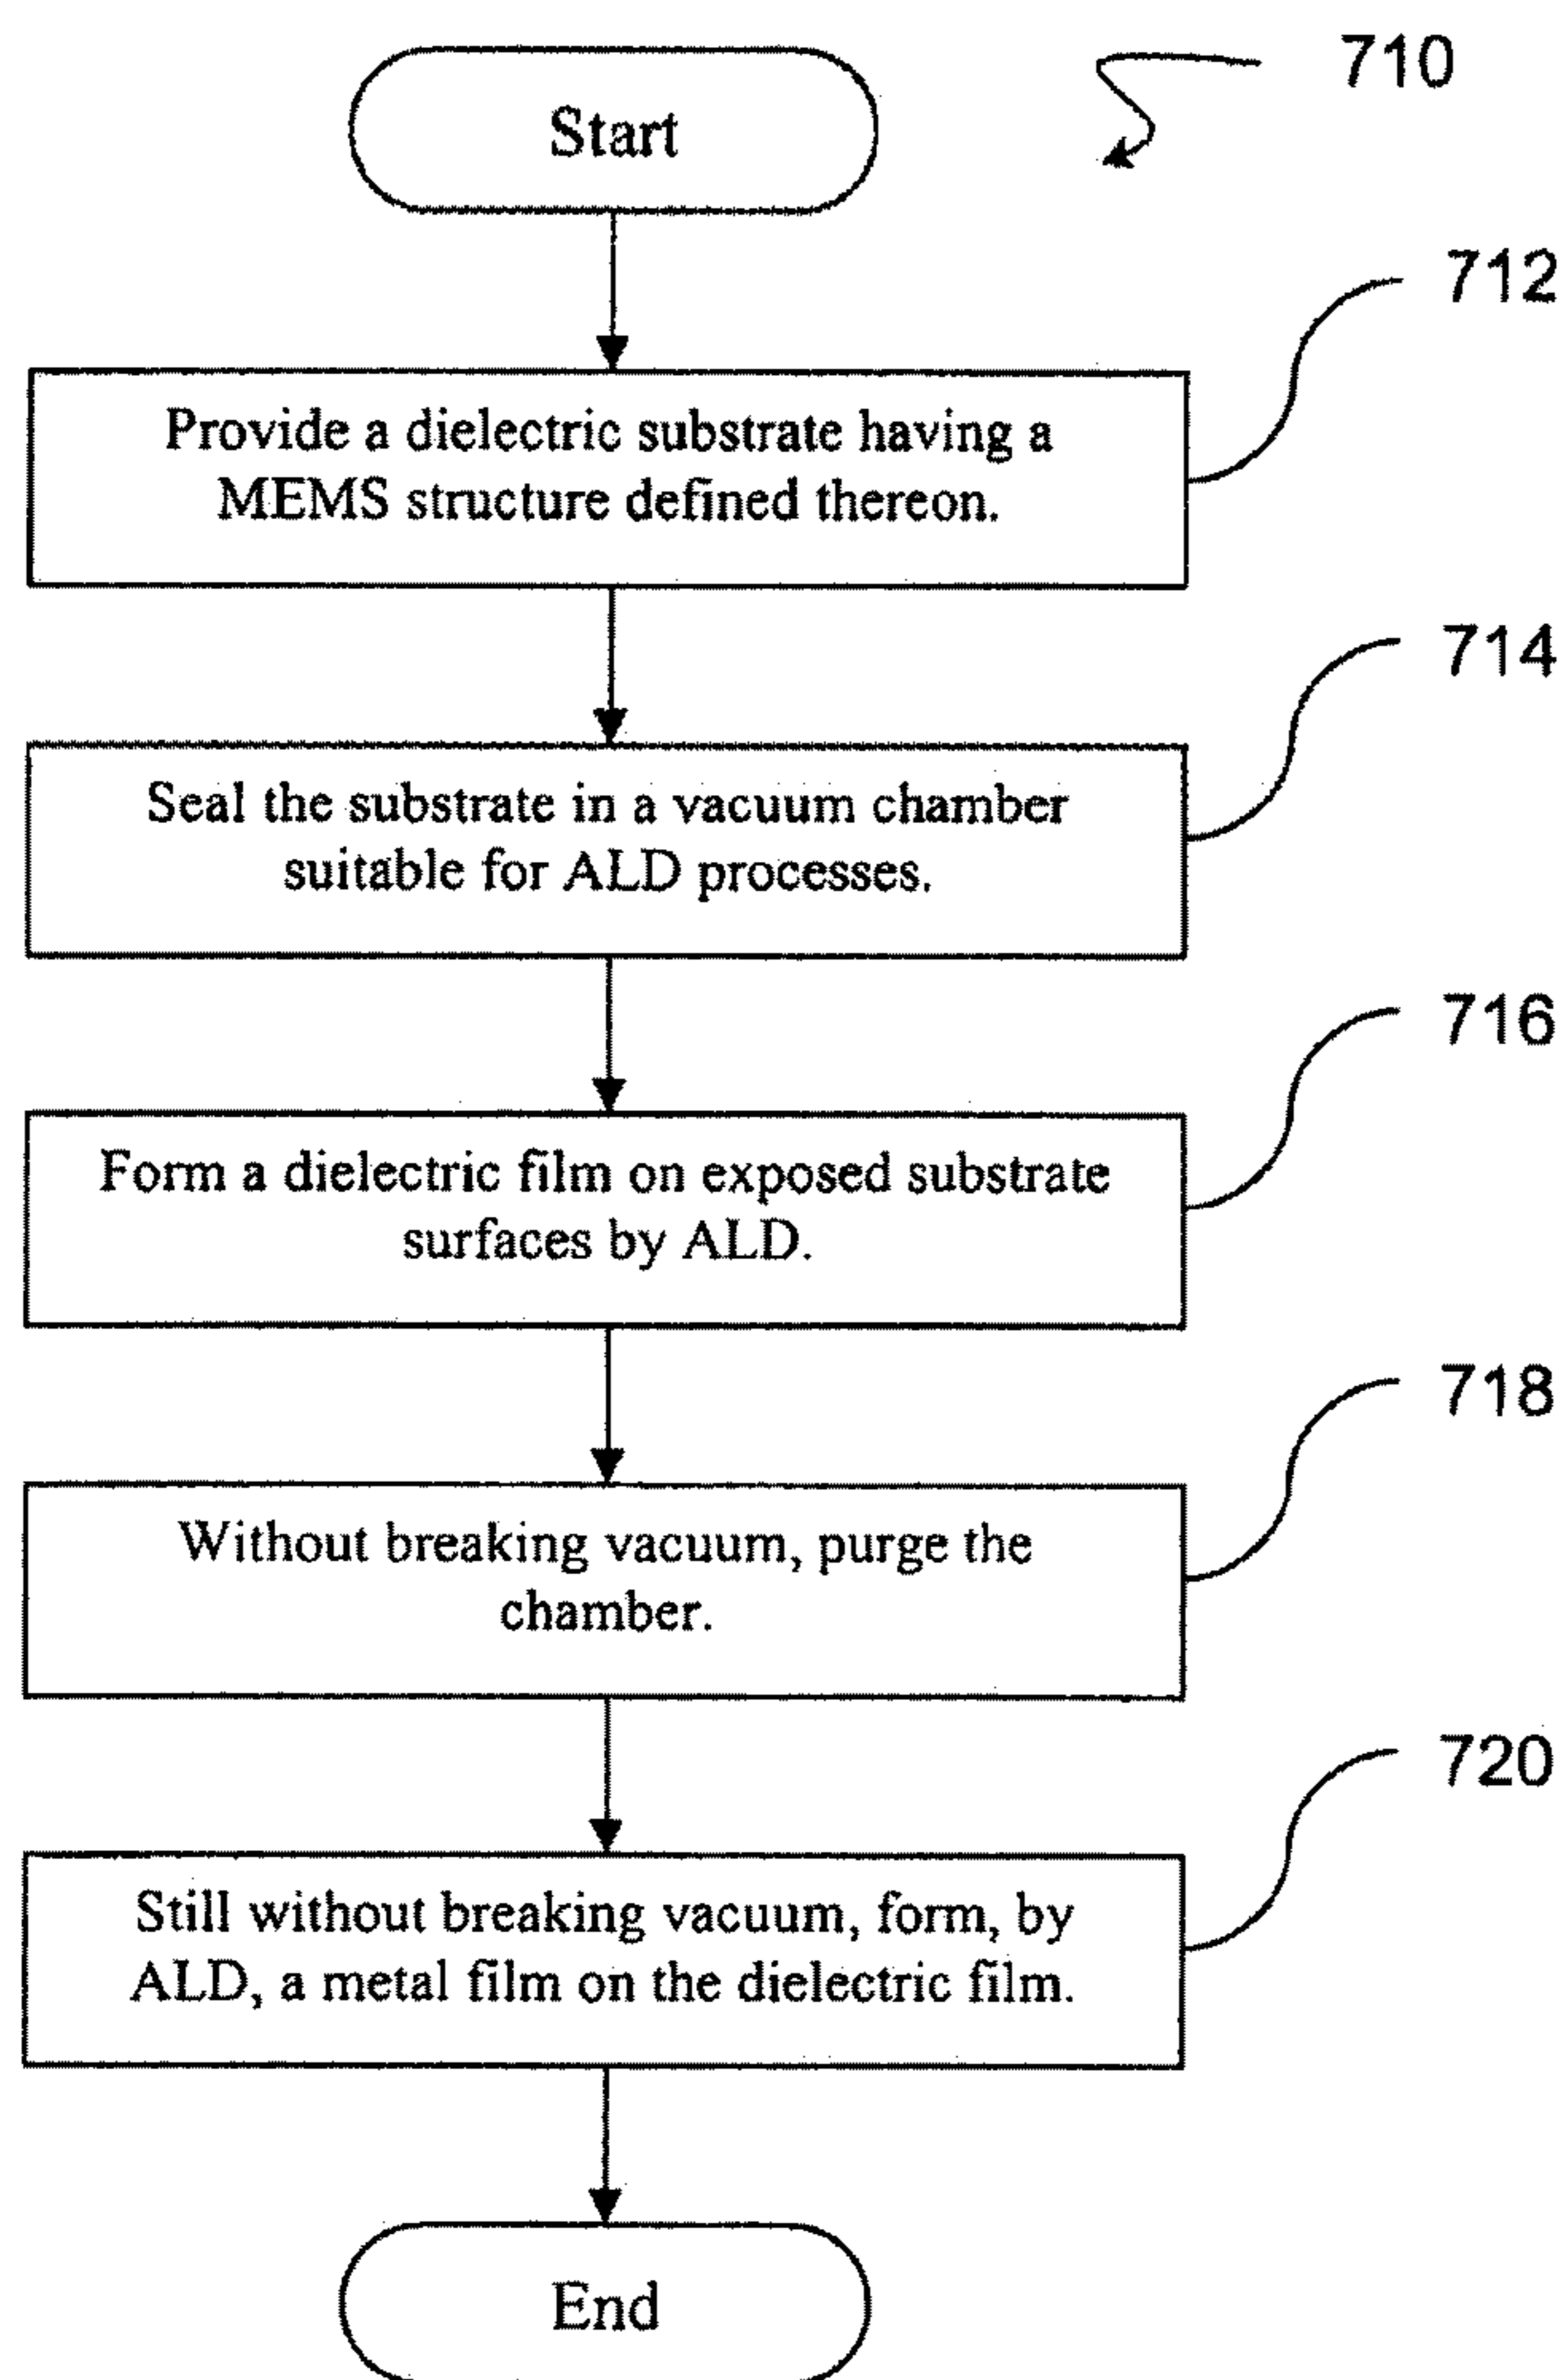 Start
710
712
Provide a dielectric substrate having a
MEMS structure defined thereon.
714
Seal the substrate in a vacuum chamber
suitable for ALD processes.
716
Form a dielectric film on exposed substrate
surfaces by ALD.
718
Without breaking vacuum, purge the
chamber.
720
Still without breaking vacuum, form, by
ALD, a metal film on the dielectric film.
End